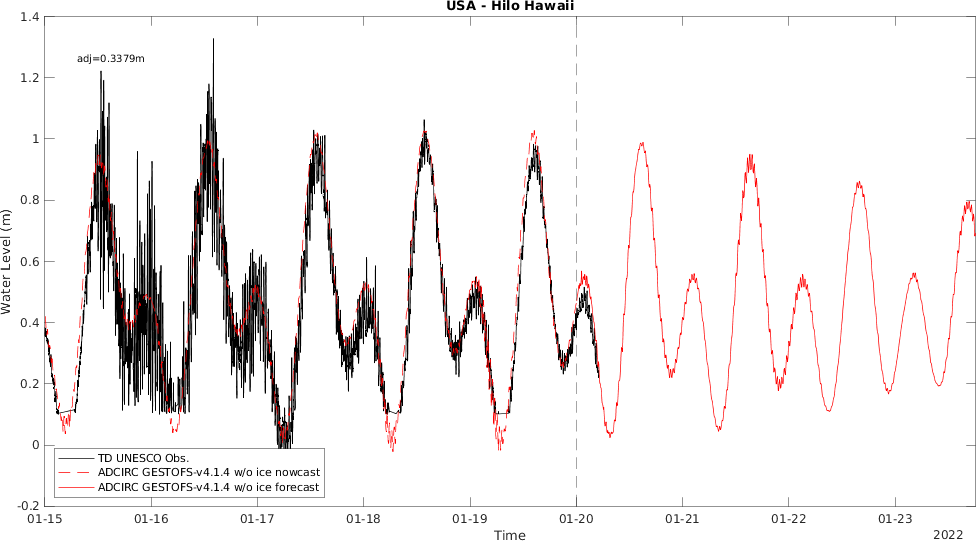 USA - Hilo Hawaii
adj=0.3379m
1.4
1.2
1
0.8
0.6
0.4
0.2
0
-0.2
Water Level (m)
TD UNESCO Obs.
ADCIRC GESTOFS-v4.1.4 w/o ice nowcast
ADCIRC GESTOFS-v4.1.4 w/o ice forecast
01-15 01-16 01-17 01-18 01-19 01-20 01-21 01-22 01-23
Time
2022